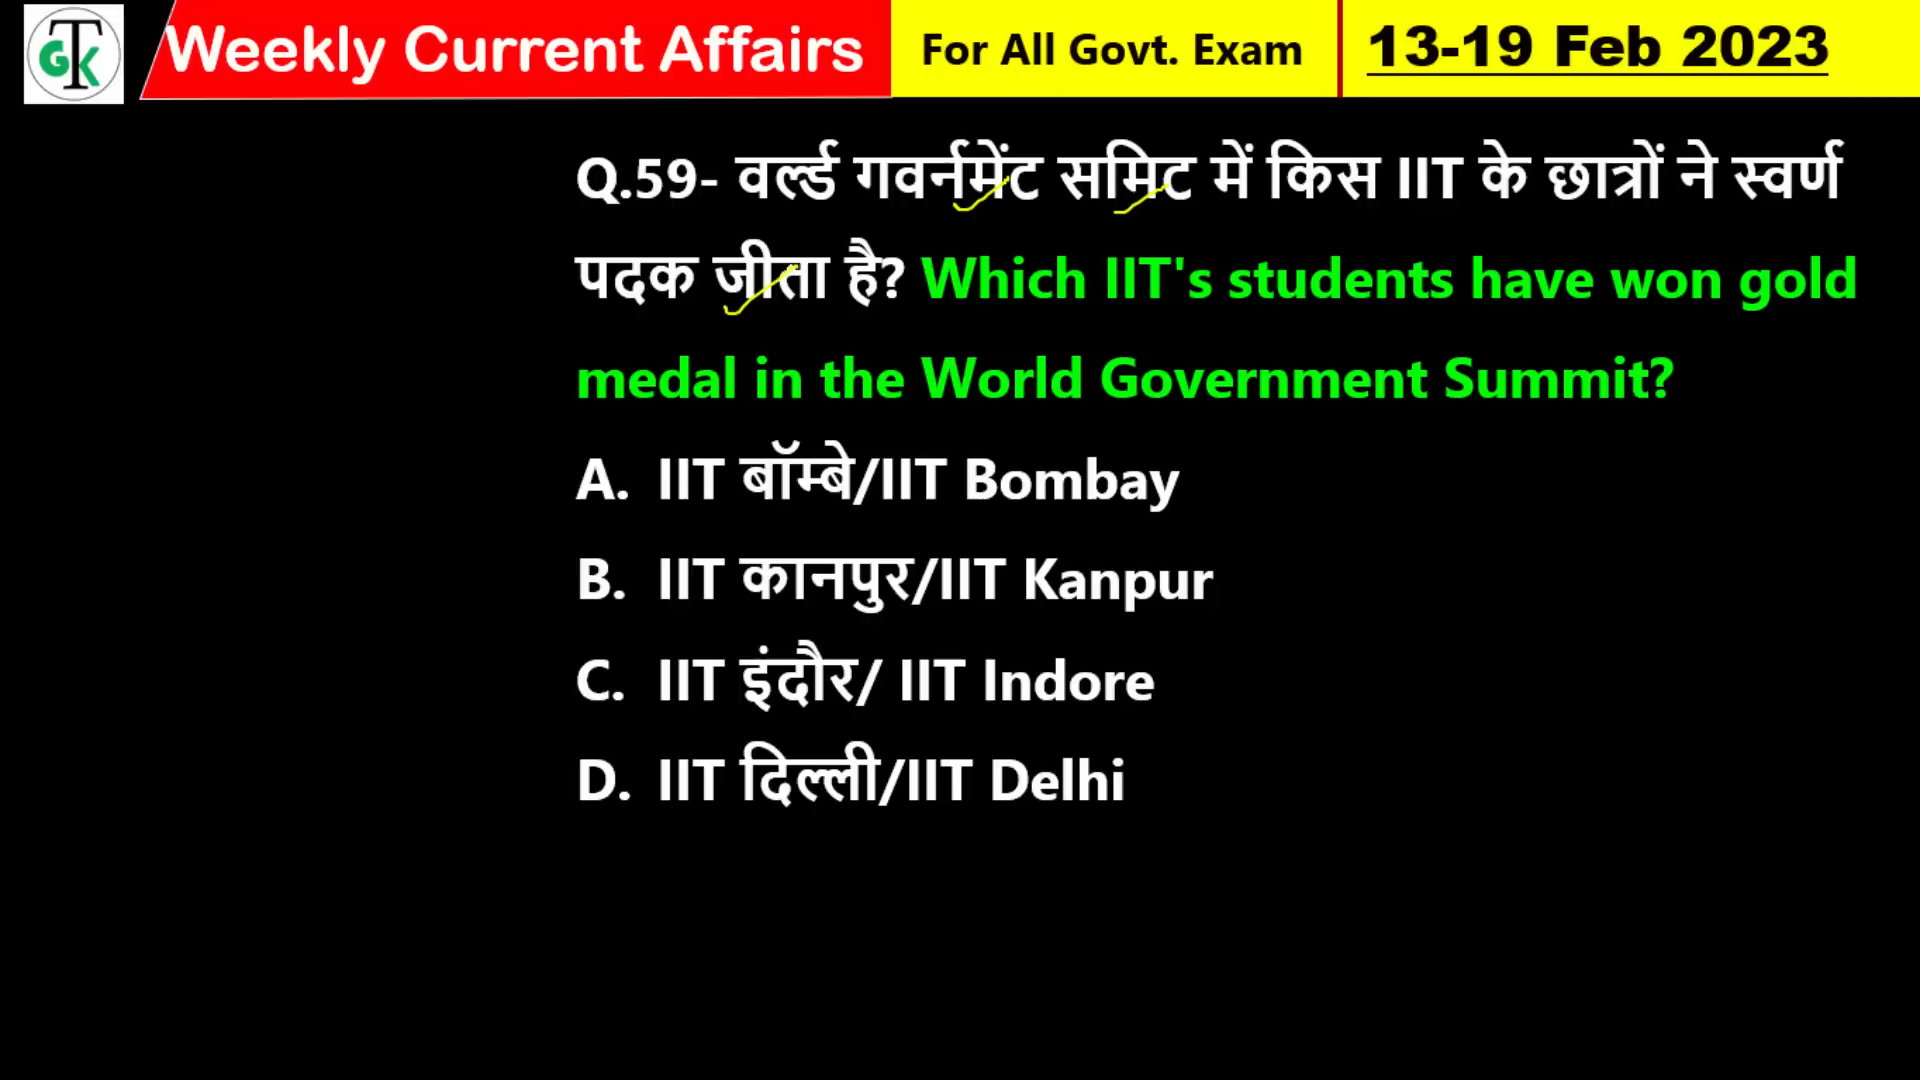 TGK
Weekly Current Affairs
For All Govt. Exam
13-19 Feb 2023
Q.59- वर्ल्ड गवर्नमेंट समिट में किस IIT के छात्रों ने स्वर्ण
पदक जीता है? Which IIT's students have won gold
medal in the World Government Summit?
A. IIT बॉम्बे/IIT Bombay
B. IIT कानपुर/IIT Kanpur
C. IIT इंदौर/ IIT Indore
D. IIT दिल्ली/IIT Delhi